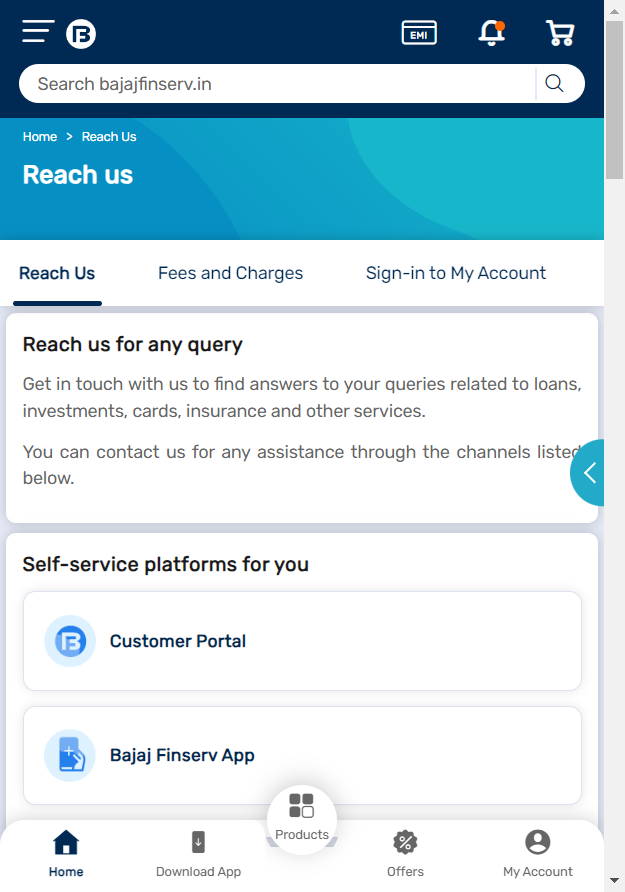 EMI
Search bajajfinserv.in
Home > Reach Us
Reach us
Reach Us Fees and Charges Sign-in to My Account
Reach us for any query
Get in touch with us to find answers to your queries related to loans,
investments, cards, insurance and other services.
You can contact us for any assistance through the channels listed
below.
Self-service platforms for you
Customer Portal
Bajaj Finserv App
Products
Home Download App Offers My Account